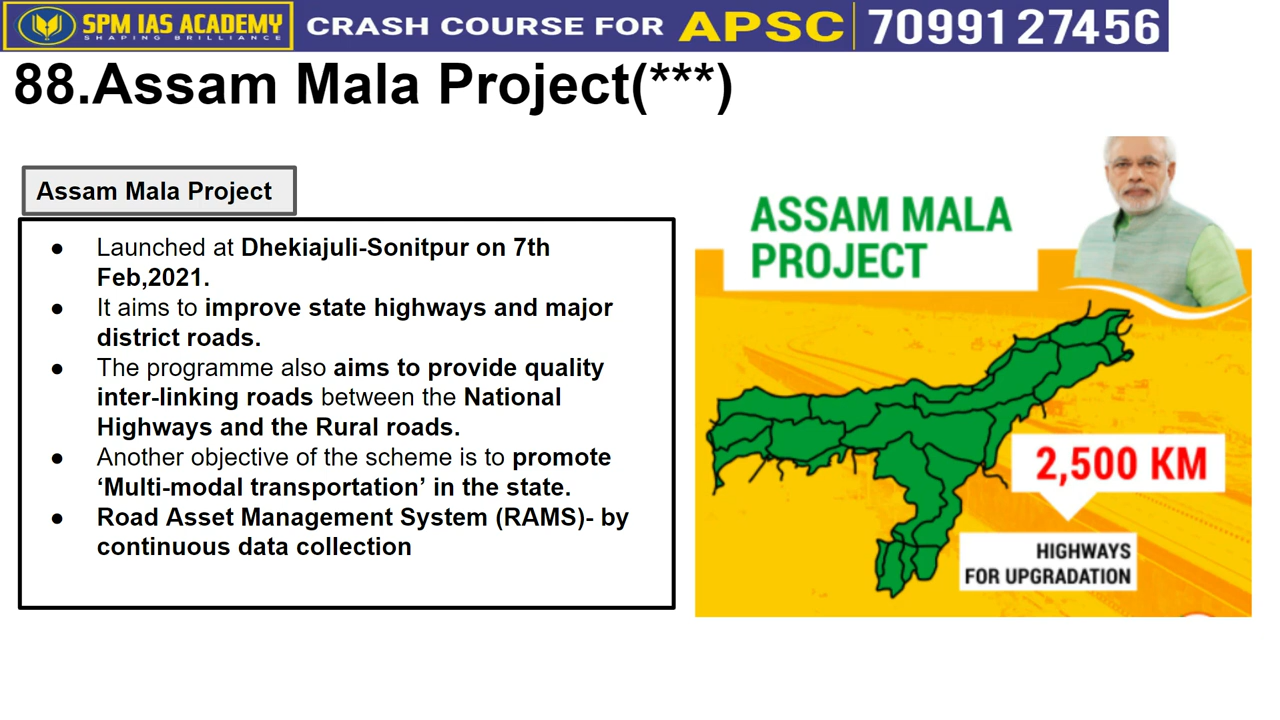 SPM IAS ACADEMY
SHAPING BRILLIANCE
CRASH COURSE FOR APSC 7099127456
88.Assam Mala Project(***)
Assam Mala Project
● Launched at Dhekiajuli-Sonitpur on 7th
Feb,2021.
● It aims to improve state highways and major
district roads.
● The programme also aims to provide quality
inter-linking roads between the National
Highways and the Rural roads.
● Another objective of the scheme is to promote
‘Multi-modal transportation’ in the state.
● Road Asset Management System (RAMS)- by
continuous data collection
ASSAM MALA
PROJECT
2,500 KM
HIGHWAYS
FOR UPGRADATION